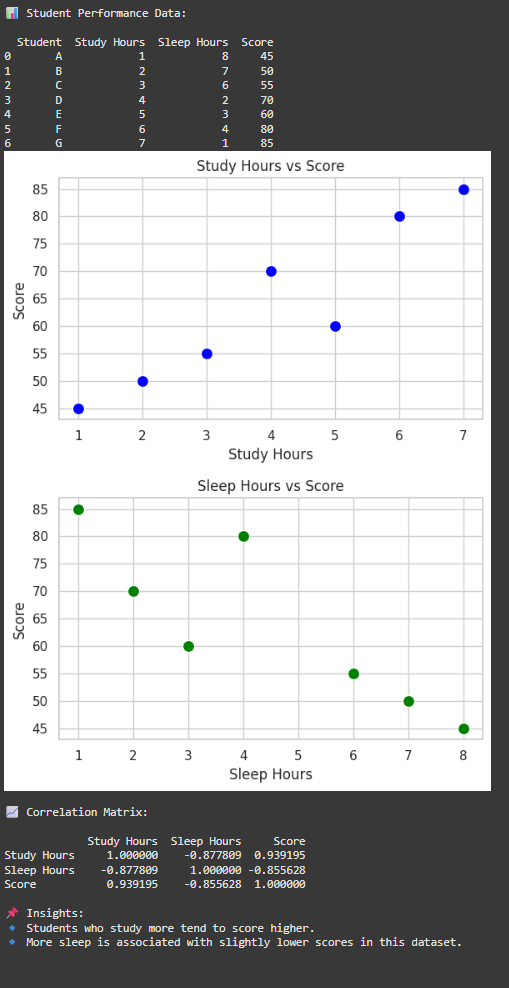 📊 Student Performance Data:
Student Study Hours Sleep Hours Score
0 A 1 8 45
1 B 2 7 50
2 C 3 6 55
3 D 4 2 70
4 E 5 3 60
5 F 6 4 80
6 G 7 1 85
Study Hours vs Score
85
80
75
70
65
60
55
50
45
Score
1 2 3 4 5 6 7
Study Hours
Sleep Hours vs Score
85
80
75
70
65
60
55
50
45
Score
1 2 3 4 5 6 7 8
Sleep Hours
📈 Correlation Matrix:
Study Hours Sleep Hours Score
Study Hours 1.000000 -0.877809 0.939195
Sleep Hours -0.877809 1.000000 -0.855628
Score 0.939195 -0.855628 1.000000
📌 Insights:
🔹 Students who study more tend to score higher.
🔹 More sleep is associated with slightly lower scores in this dataset.